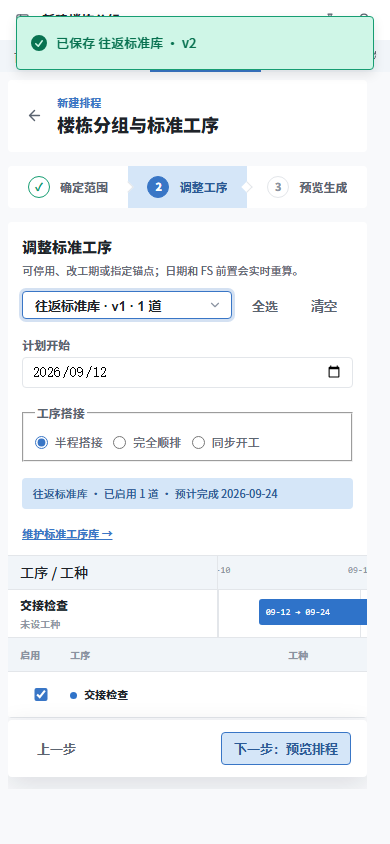 已保存 往返标准库 · v2
新建排程
楼栋分组与标准工序
确定范围
2 调整工序
3 预览生成
调整标准工序
可停用、改工期或指定锚点；日期和 FS 前置会实时重算。
往返标准库 · v1 · 1 道
全选
清空
计划开始
2026/09/12
工序搭接
半程搭接
完全顺排
同步开工
往返标准库 · 已启用 1 道 · 预计完成 2026-09-24
维护标准工序库 →
工序 / 工种
-10
09-1
交接检查
未设工种
09-12 → 09-24
启用
工序
工种
交接检查
上一步
下一步：预览排程